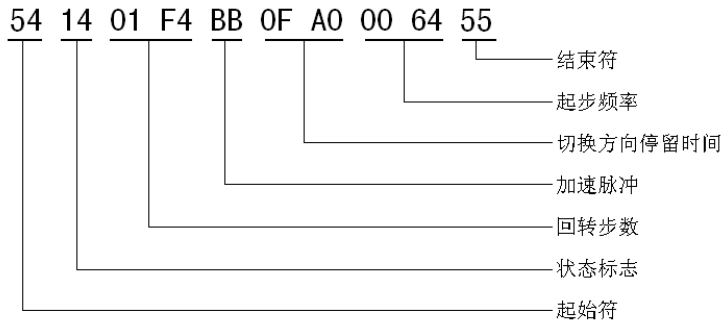 54 14 01 F4 BB 0F A0 00 64 55
结束符
起步频率
切换方向停留时间
加速脉冲
回转步数
状态标志
起始符